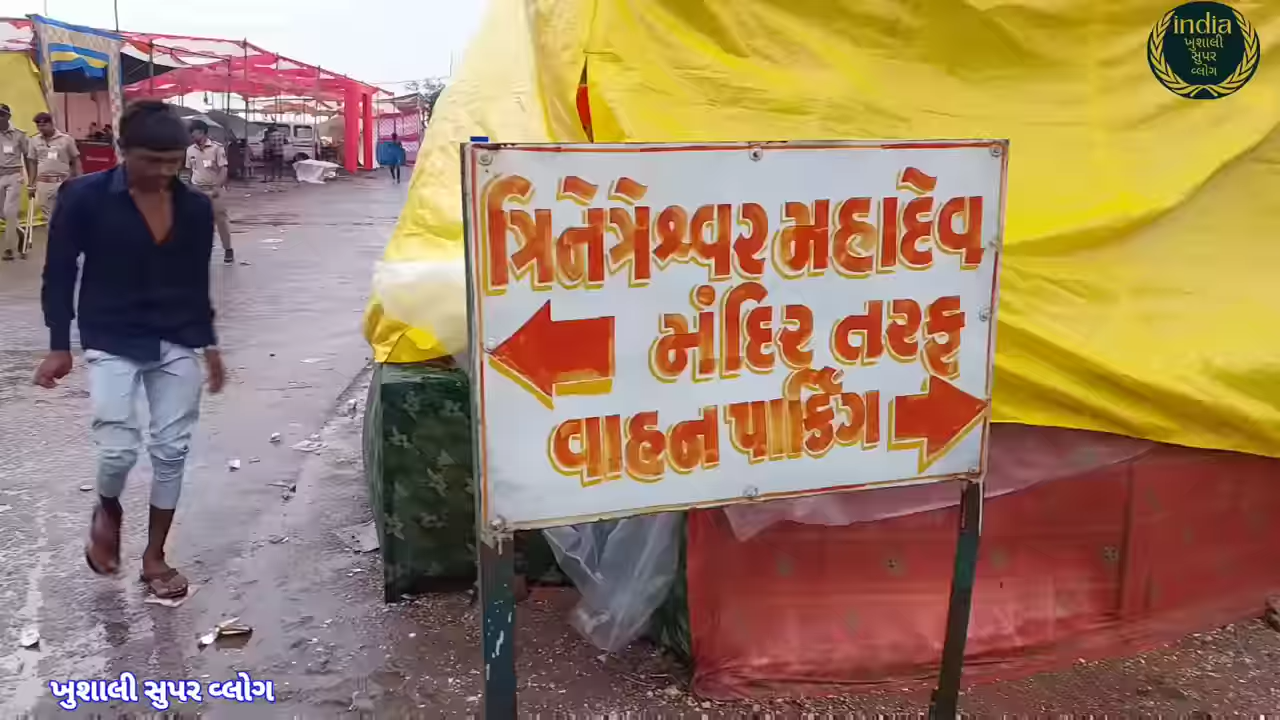 india
ખુશાલી
સુપર
વ્લોગ
ત્રિનેત્રેશ્વર મહાદેવ
મંદિર તરફ
વાહન પાર્કિંગ
ખુશાલી સુપર વ્લોગ